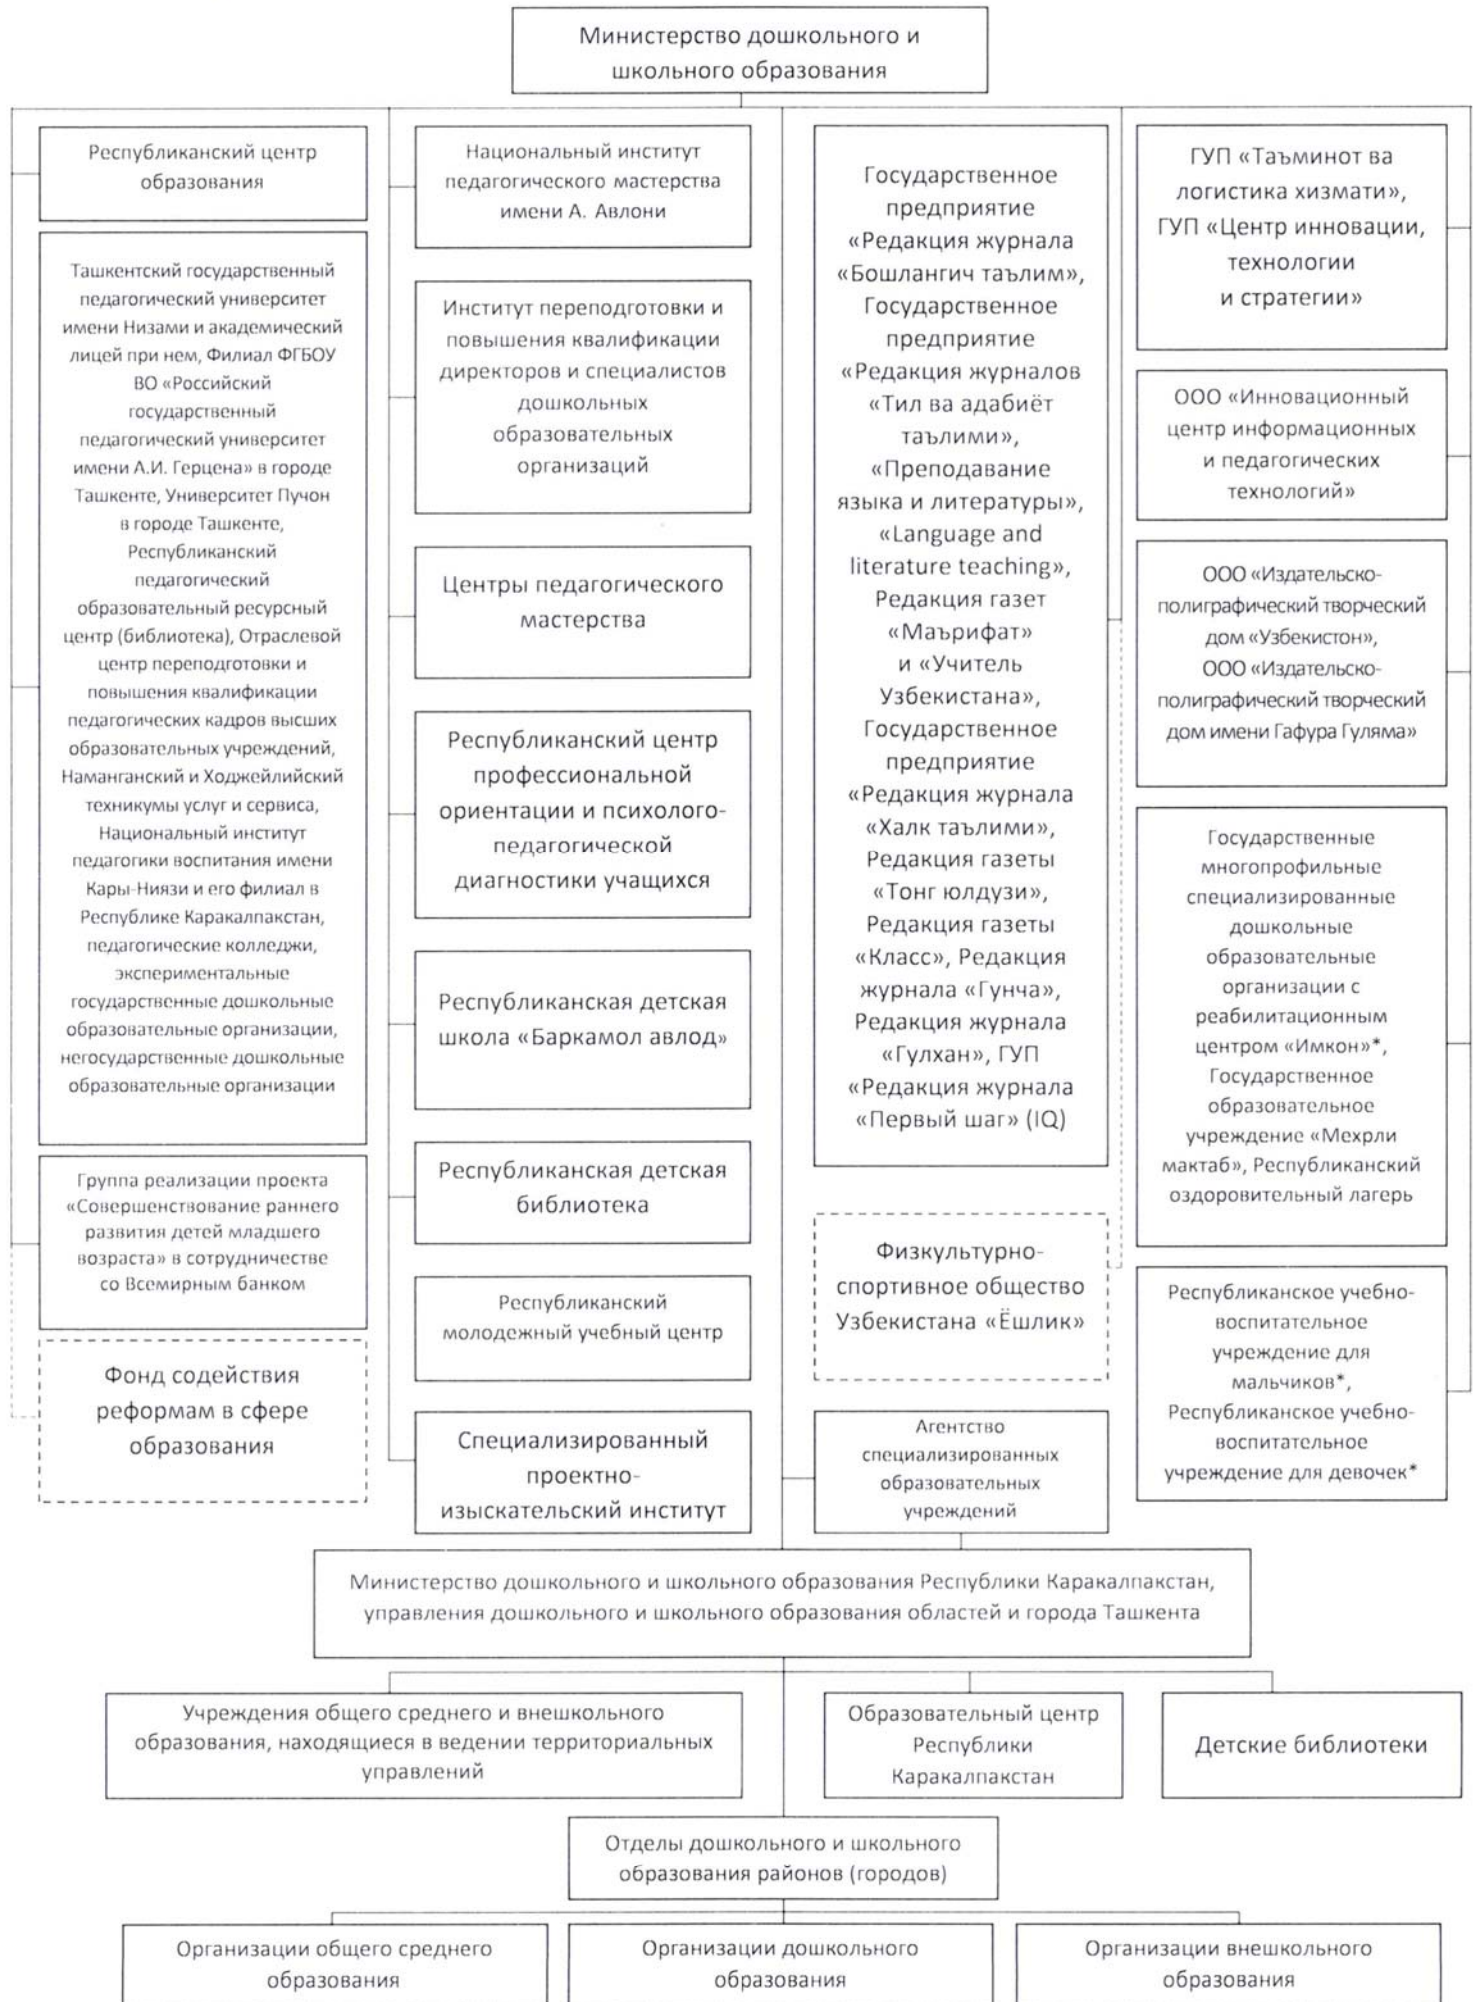 Министерство дошкольного и
школьного образования
Республиканский центр
образования
Ташкентский государственный
педагогический университет
имени Низами и академический
лицей при нем, Филиал ФГБОУ
ВО «Российский
государственный
педагогический университет
имени А.И. Герцена» в городе
Ташкенте, Университет Пучон
в городе Ташкенте,
Республиканский
педагогический
образовательный ресурсный
центр (библиотека), Отраслевой
центр переподготовки и
повышения квалификации
педагогических кадров высших
образовательных учреждений,
Наманганский и Ходжейлийский
техникумы услуг и сервиса,
Национальный институт
педагогики воспитания имени
Кары-Ниязи и его филиал в
Республике Каракалпакстан,
педагогические колледжи,
экспериментальные
государственные дошкольные
образовательные организации,
негосударственные дошкольные
образовательные организации
Группа реализации проекта
«Совершенствование раннего
развития детей младшего
возраста» в сотрудничестве
со Всемирным банком
Фонд содействия
реформам в сфере
образования
Национальный институт
педагогического мастерства
имени А. Авлони
Институт переподготовки и
повышения квалификации
директоров и специалистов
дошкольных
образовательных
организаций
Центры педагогического
мастерства
Республиканский центр
профессиональной
ориентации и психолого-
педагогической
диагностики учащихся
Республиканская детская
школа «Баркамол авлод»
Республиканская детская
библиотека
Республиканский
молодежный учебный центр
Специализированный
проектно-
изыскательский институт
Государственное
предприятие
«Редакция журнала
«Бошлангич таълим»,
Государственное
предприятие
«Редакция журналов
«Тил ва адабиёт
таълими»,
«Преподавание
языка и литературы»,
«Language and
literature teaching»,
Редакция газет
«Маърифат»
и «Учитель
Узбекистана»,
Государственное
предприятие
«Редакция журнала
«Халк таълими»,
Редакция газеты
«Тонг юлдузи»,
Редакция газеты
«Класс», Редакция
журнала «Гунча»,
Редакция журнала
«Гулхан», ГУП
«Редакция журнала
«Первый шаг» (IQ)
Физкультурно-
спортивное общество
Узбекистана «Ёшлик»
Агентство
специализированных
образовательных
учреждений
ГУП «Таъминот ва
логистика хизмати»,
ГУП «Центр инновации,
технологии
и стратегии»
ООО «Инновационный
центр информационных
и педагогических
технологий»
ООО «Издательско-
полиграфический творческий
дом «Узбекистон»,
ООО «Издательско-
полиграфический творческий
дом имени Гафура Гуляма»
Государственные
многопрофильные
специализированные
дошкольные
образовательные
организации с
реабилитационным
центром «Имкон»*,
Государственное
образовательное
учреждение «Мехрли
мактаб», Республиканский
оздоровительный лагерь
Республиканское учебно-
воспитательное
учреждение для
мальчиков*,
Республиканское учебно-
воспитательное
учреждение для девочек*
Министерство дошкольного и школьного образования Республики Каракалпакстан,
управления дошкольного и школьного образования областей и города Ташкента
Учреждения общего среднего и внешкольного
образования, находящиеся в ведении территориальных
управлений
Образовательный центр
Республики
Каракалпакстан
Детские библиотеки
Отделы дошкольного и школьного
образования районов (городов)
Организации общего среднего
образования
Организации дошкольного
образования
Организации внешкольного
образования